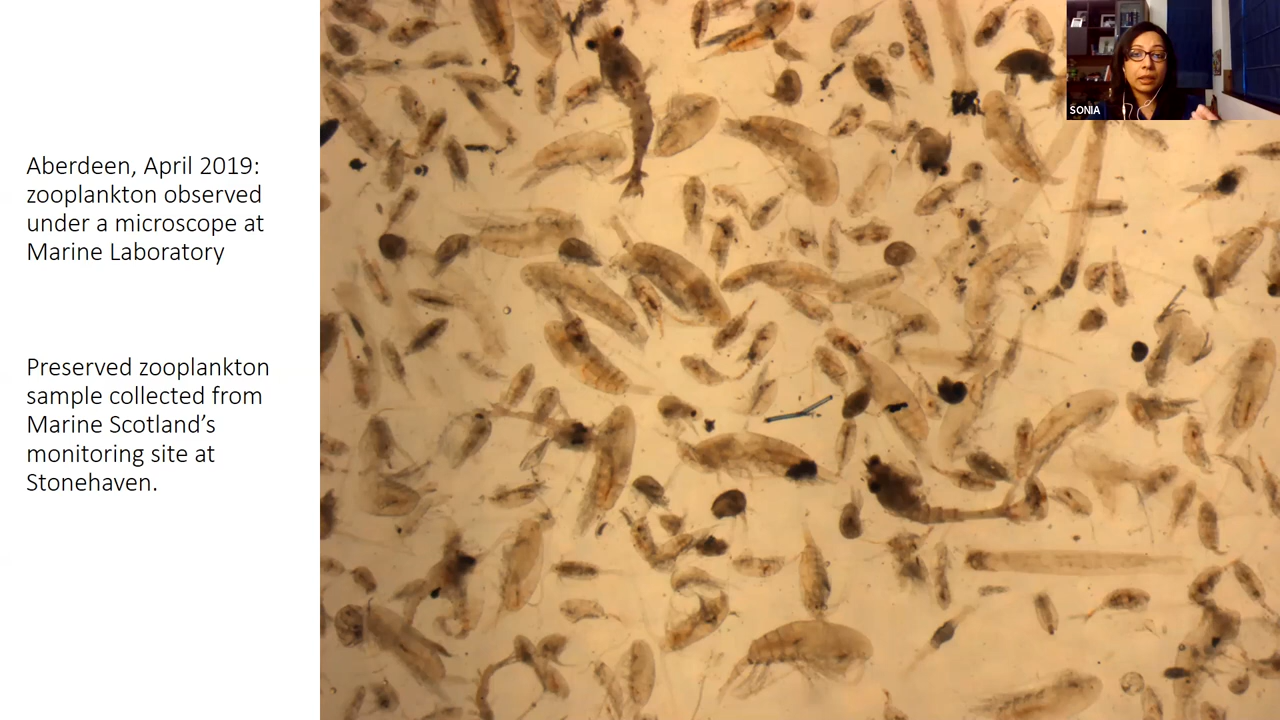 Aberdeen, April 2019:
zooplankton observed
under a microscope at
Marine Laboratory
Preserved zooplankton
sample collected from
Marine Scotland’s
monitoring site at
Stonehaven.
SONIA